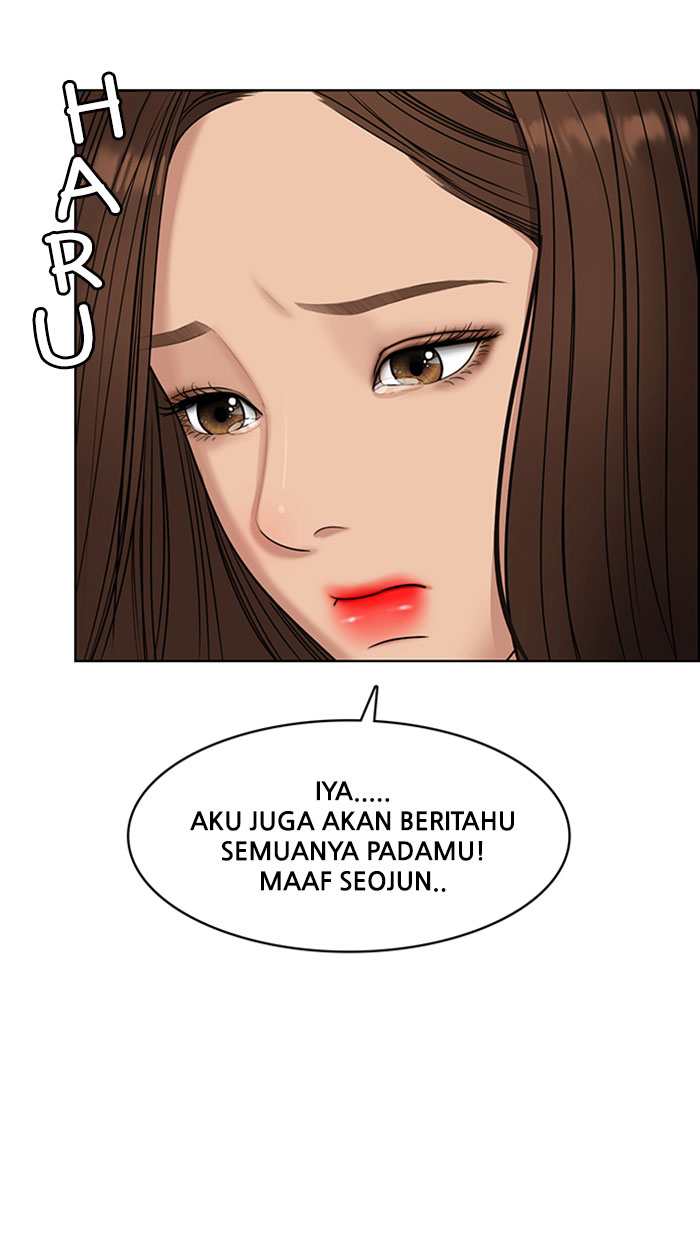 HARU
IYA.....
AKU JUGA AKAN BERITAHU
SEMUANYA PADAMU!
MAAF SEOJUN..